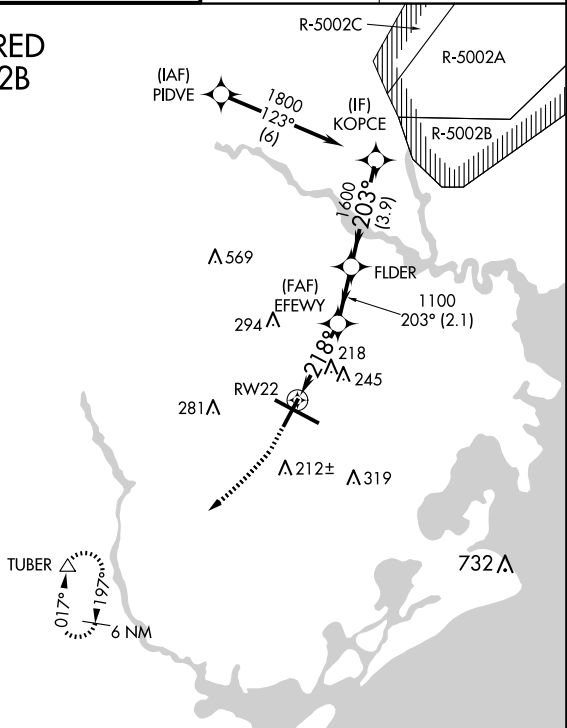 R-5002C
RED
2B
R-5002A
(IAF)
PIDVE
1800
123°
(6)
(IF)
KOPCE
R-5002B
1600
203°
(3.9)
569
FLDER
(FAF)
EFEWY
1100
203° (2.1)
294
218°
218
245
RW22
281
212±
319
TUBER
017°
197°
6 NM
732